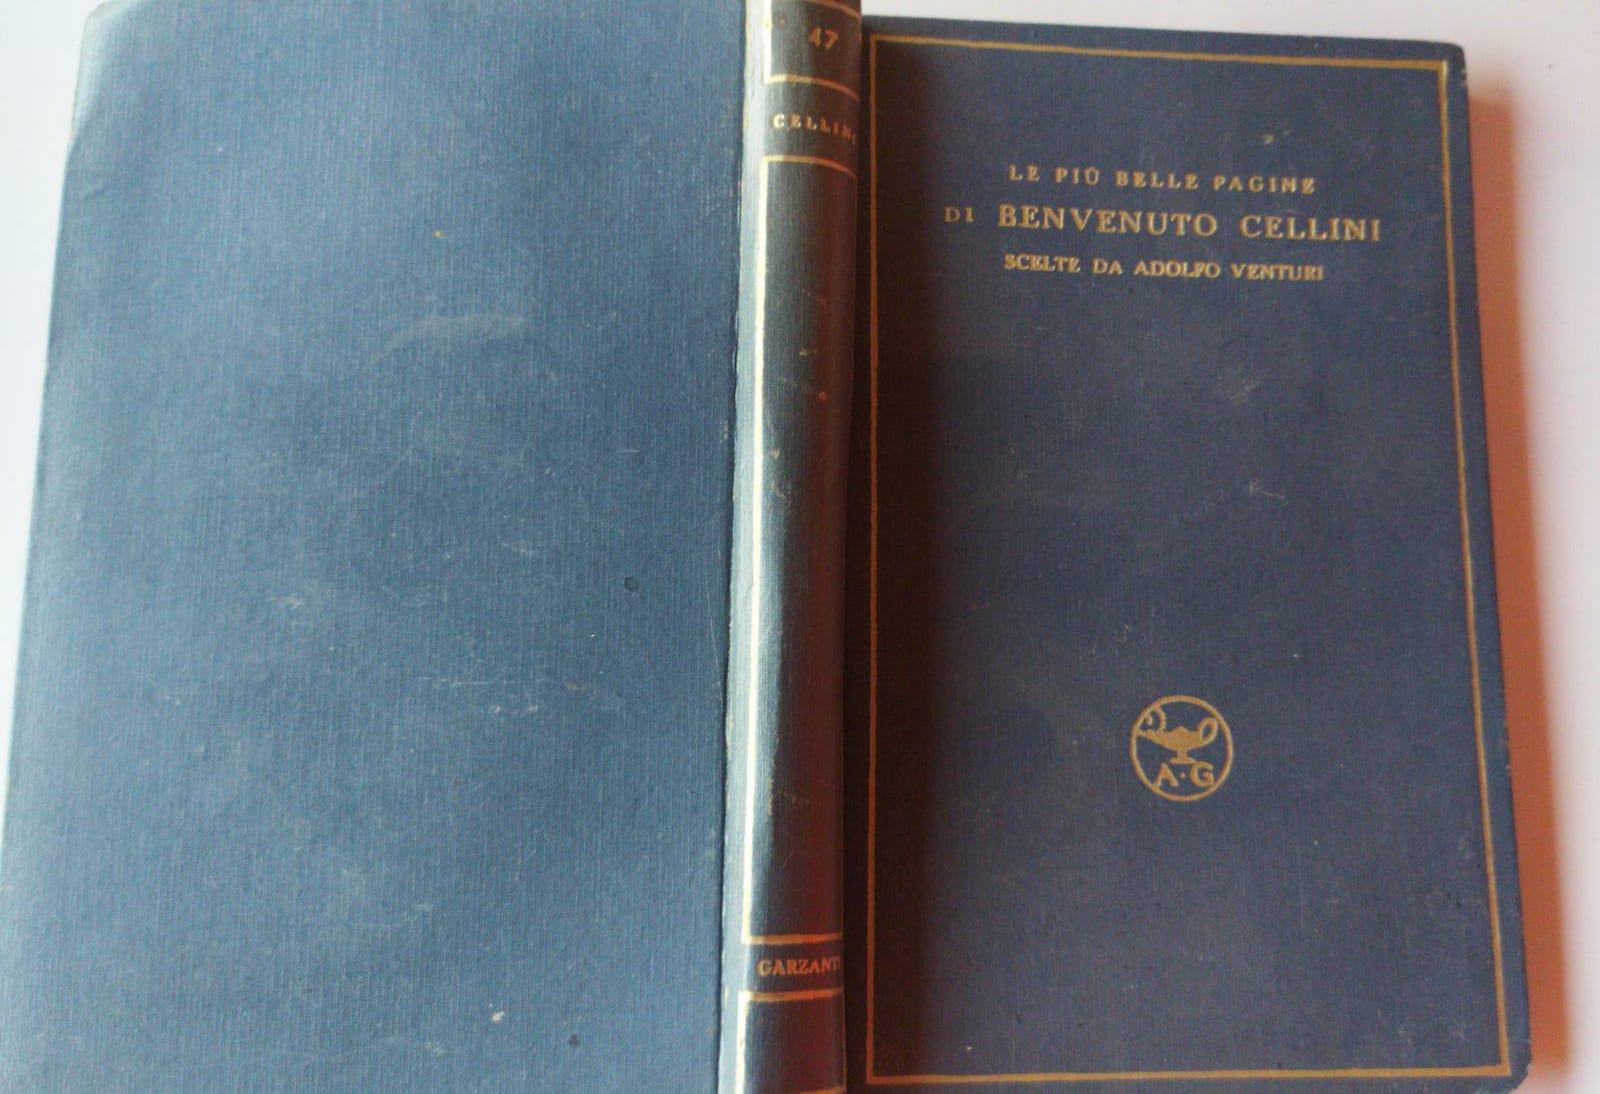 47
CELLINI
GARZANTI
LE PIÙ BELLE PAGINE
DI BENVENUTO CELLINI
SCELTE DA ADOLFO VENTURI
A·G